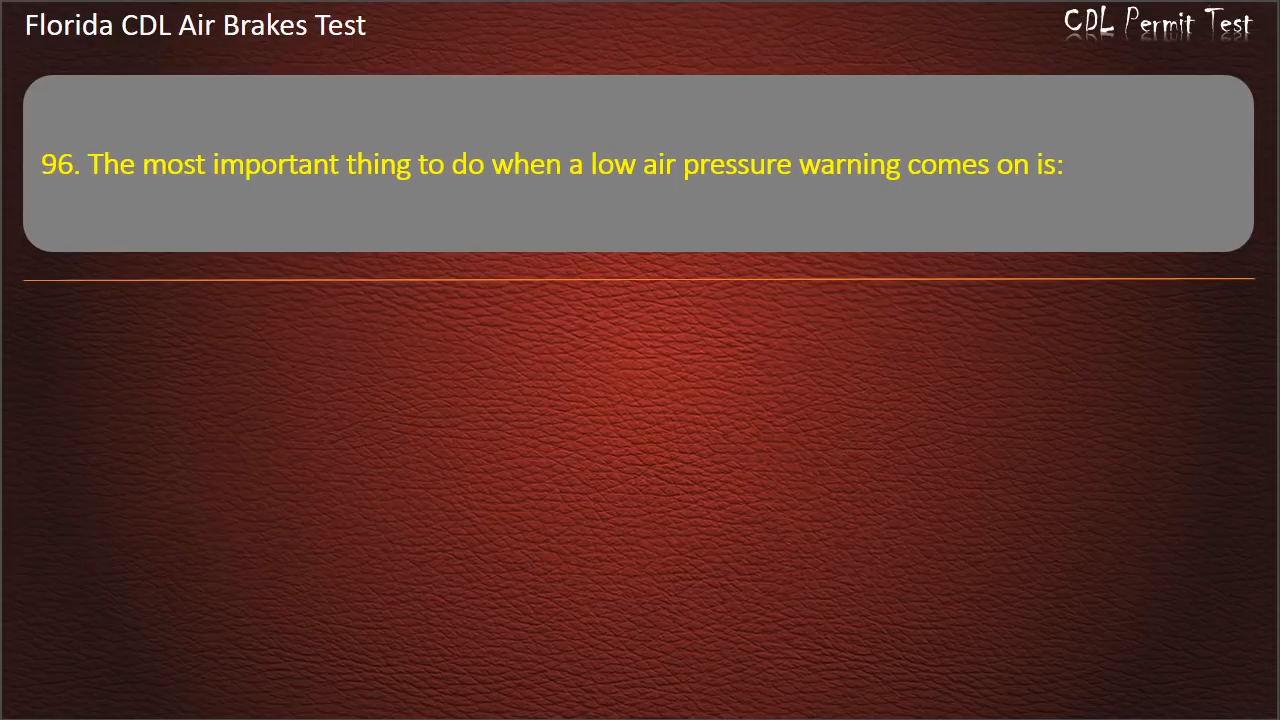 Florida CDL Air Brakes Test
CDL Permit Test
96. The most important thing to do when a low air pressure warning comes on is: